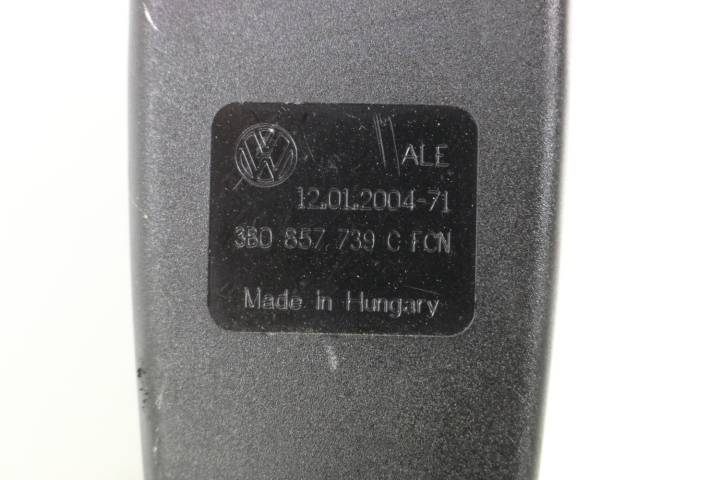 ALE
12.01.2004-71
3B0 857 739 C FCN
Made in Hungary